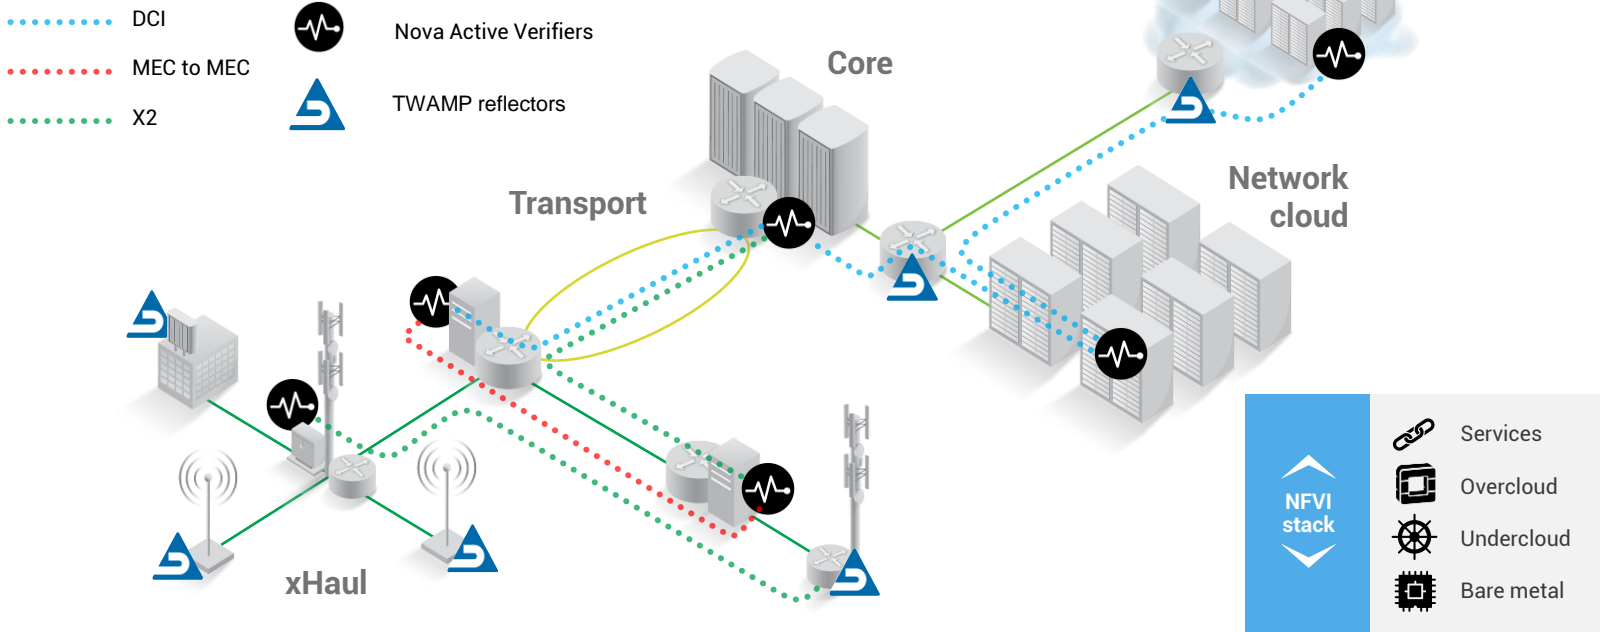 DCI
MEC to MEC
X2
Nova Active Verifiers
TWAMP reflectors
Core
Transport
Network
cloud
xHaul
NFVI
stack
Services
Overcloud
Undercloud
Bare metal